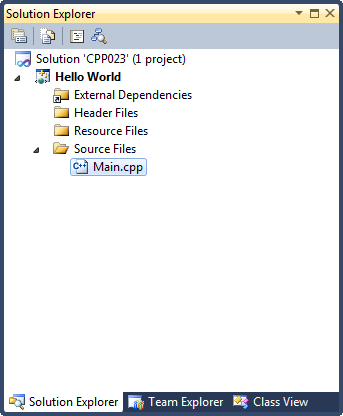 Solution Explorer
Solution 'CPP023' (1 project)
Hello World
External Dependencies
Header Files
Resource Files
Source Files
C++ Main.cpp
Solution Explorer Team Explorer Class View